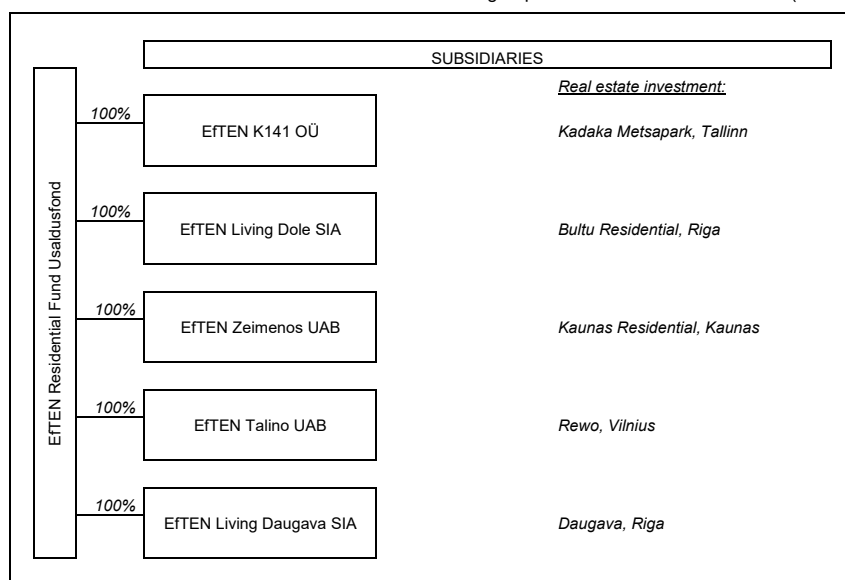 SUBSIDIARIES
EfTEN Residential Fund Usaldusfond
Real estate investment:
100%
EfTEN K141 OÜ
Kadaka Metsapark, Tallinn
100%
EfTEN Living Dole SIA
Bultu Residential, Riga
100%
EfTEN Zeimenos UAB
Kaunas Residential, Kaunas
100%
EfTEN Talino UAB
Rewo, Vilnius
100%
EfTEN Living Daugava SIA
Daugava, Riga